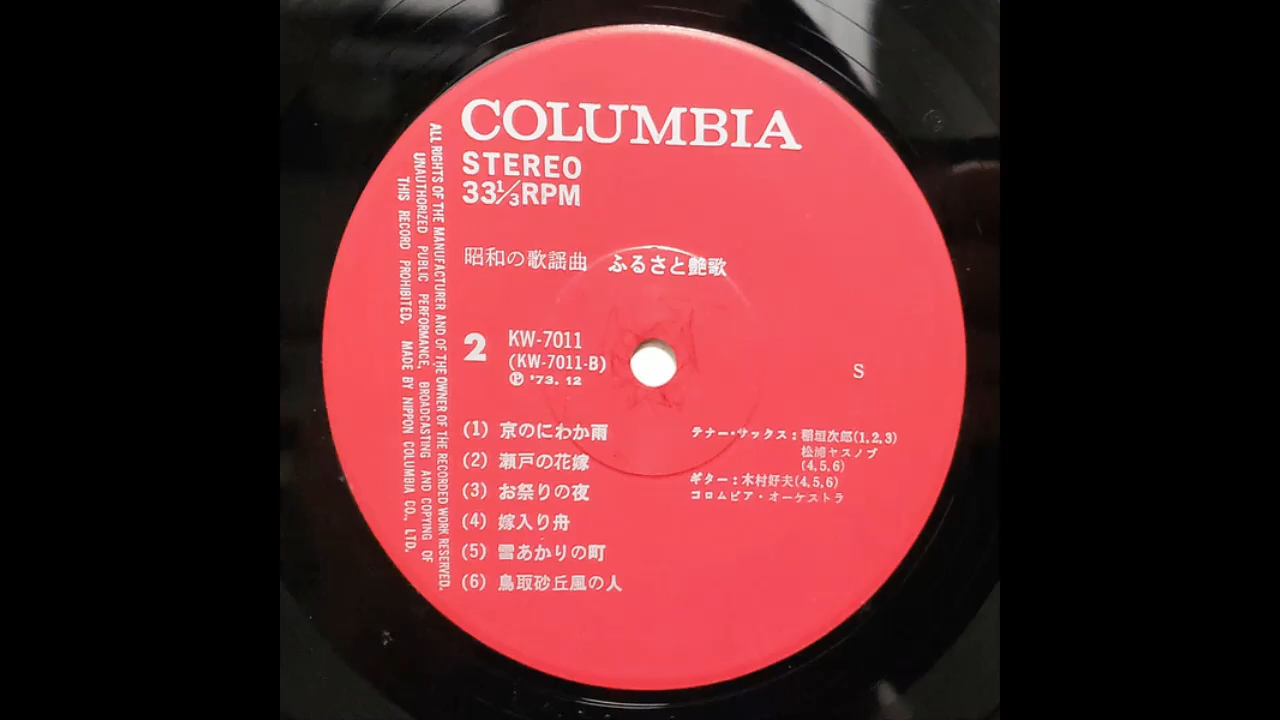 COLUMBIA
STEREO
33 1/3 RPM
ALL RIGHTS OF THE MANUFACTURER AND OF THE OWNER OF THE RECORDED WORK RESERVED.
UNAUTHORIZED PUBLIC PERFORMANCE, BROADCASTING AND COPYING OF
THIS RECORD PROHIBITED. MADE BY NIPPON COLUMBIA CO., LTD.
昭和の歌謡曲 ふるさと艶歌
2 KW-7011
(KW-7011-B)
Ⓟ '73. 12
S
(1) 京のにわか雨
(2) 瀬戸の花嫁
(3) お祭りの夜
(4) 嫁入り舟
(5) 雪あかりの町
(6) 鳥取砂丘風の人
テナー・サックス:稲垣次郎(1,2,3)
松浦ヤスノブ
(4,5,6)
ギター:木村好夫(4,5,6)
コロムビア・オーケストラ